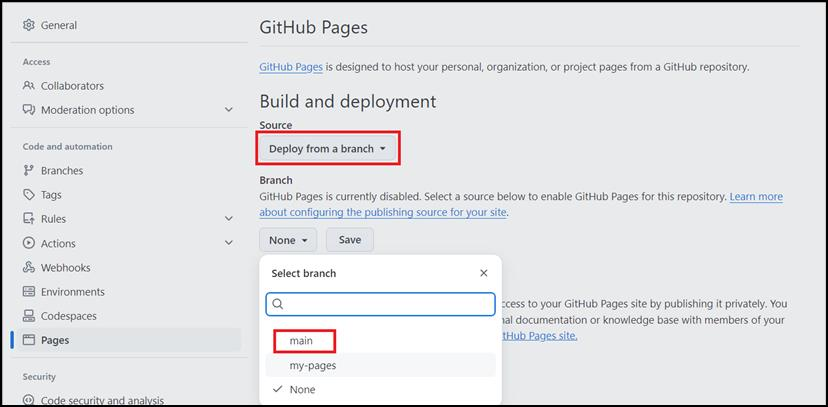 General
Access
Collaborators
Moderation options
Code and automation
Branches
Tags
Rules
Actions
Webhooks
Environments
Codespaces
Pages
Security
Code security and analysis
GitHub Pages
GitHub Pages is designed to host your personal, organization, or project pages from a GitHub repository.
Build and deployment
Source
Deploy from a branch
Branch
GitHub Pages is currently disabled. Select a source below to enable GitHub Pages for this repository. Learn more
about configuring the publishing source for your site.
None
Save
Select branch
main
my-pages
None
ccess to your GitHub Pages site by publishing it privately. You
nal documentation or knowledge base with members of your
tHub Pages site.